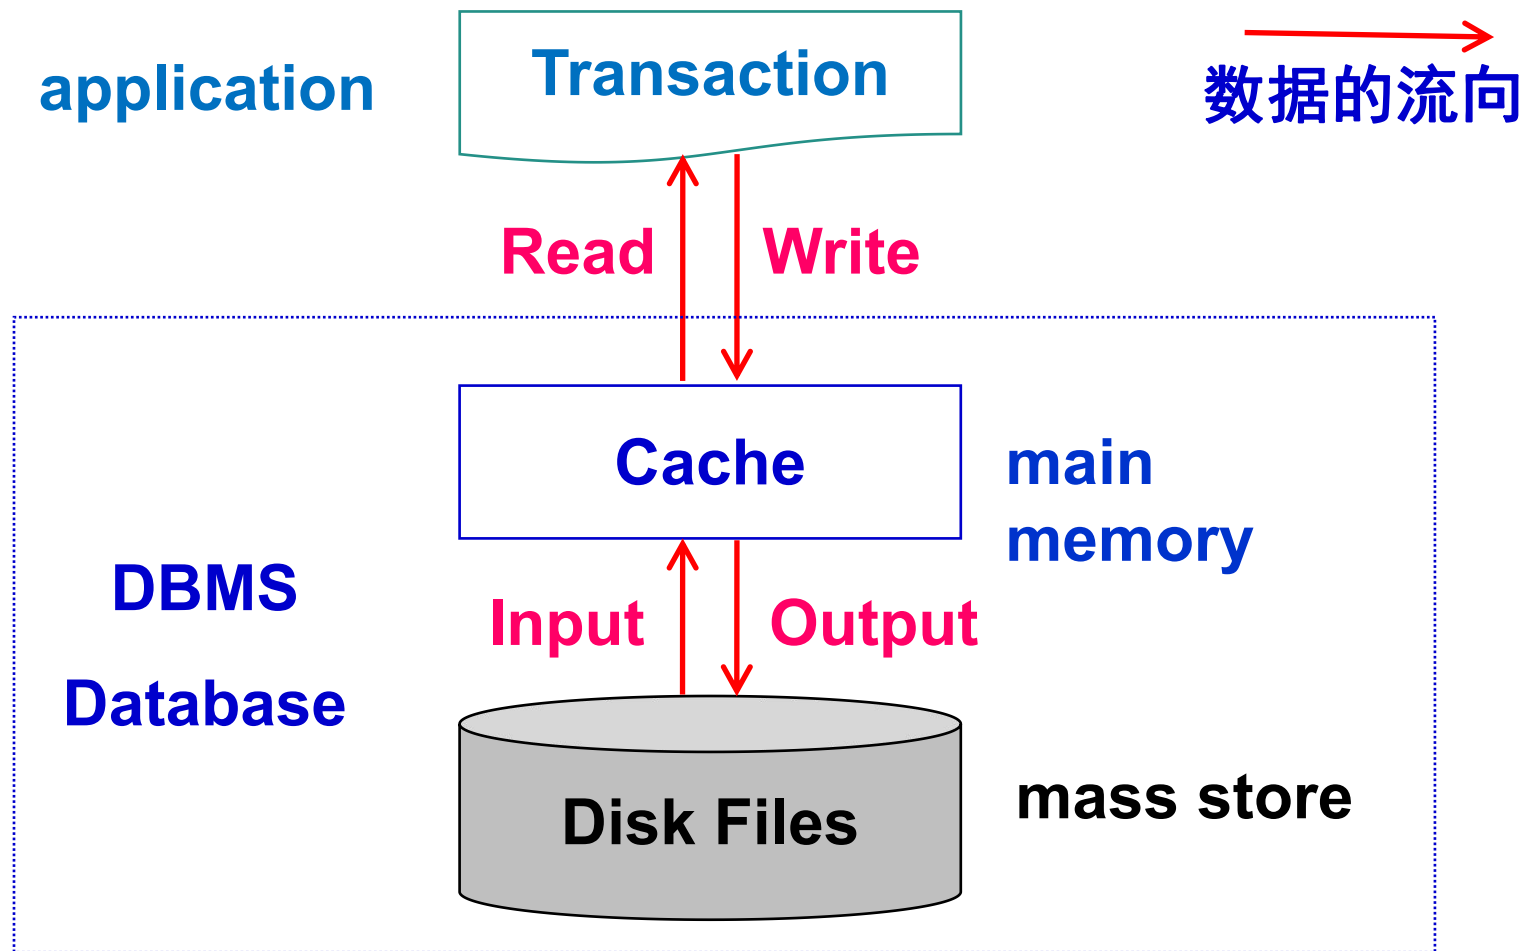 application
Transaction
数据的流向
Read
Write
Cache
main
memory
DBMS
Database
Input
Output
Disk Files
mass store